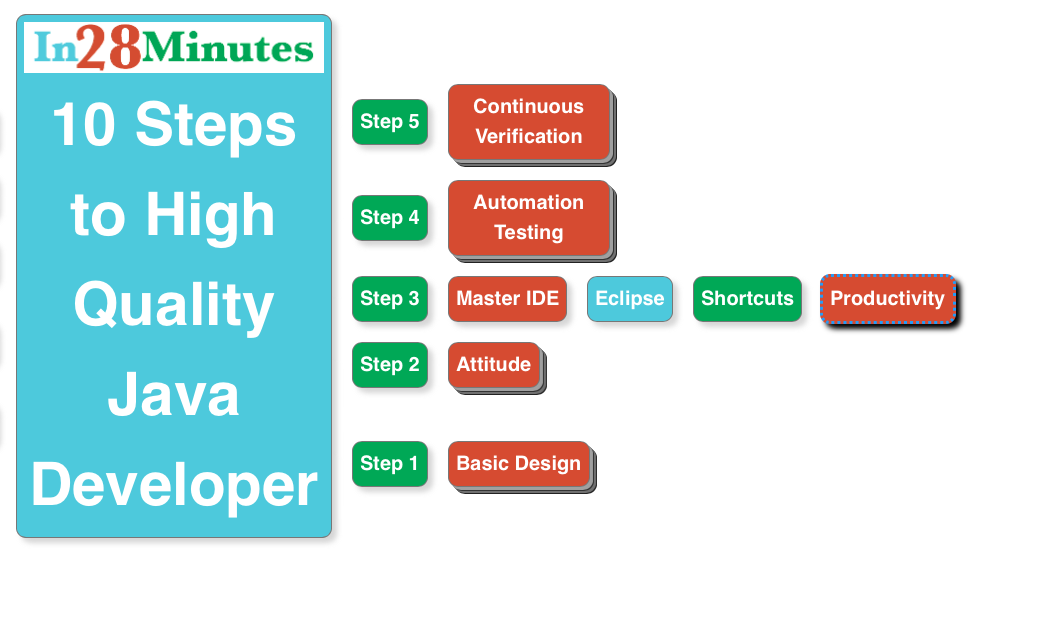 In28Minutes
10 Steps
to High
Quality
Java
Developer
Step 5
Continuous
Verification
Step 4
Automation
Testing
Step 3 Master IDE Eclipse Shortcuts Productivity
Step 2 Attitude
Step 1 Basic Design